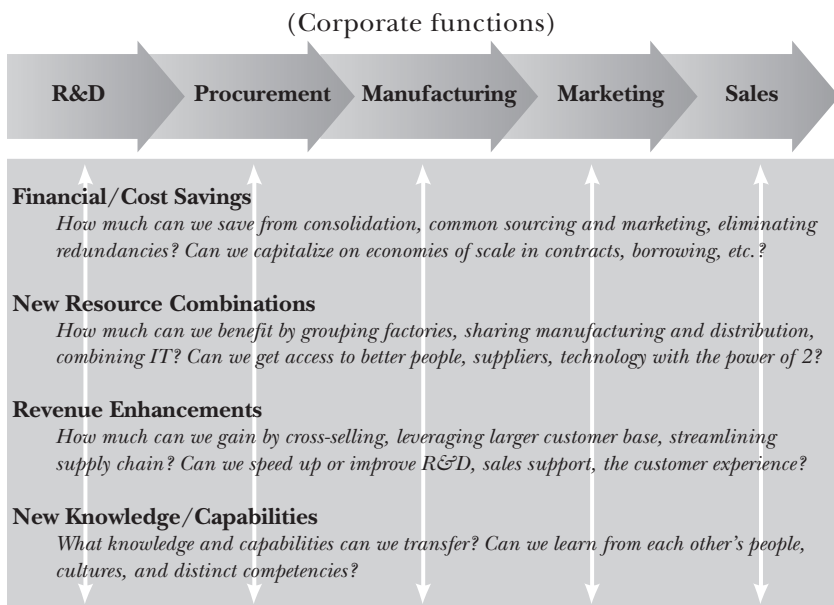 (Corporate functions)
R&D Procurement Manufacturing Marketing Sales
Financial/Cost Savings
How much can we save from consolidation, common sourcing and marketing, eliminating
redundancies? Can we capitalize on economies of scale in contracts, borrowing, etc.?
New Resource Combinations
How much can we benefit by grouping factories, sharing manufacturing and distribution,
combining IT? Can we get access to better people, suppliers, technology with the power of 2?
Revenue Enhancements
How much can we gain by cross-selling, leveraging larger customer base, streamlining
supply chain? Can we speed up or improve R&D, sales support, the customer experience?
New Knowledge/Capabilities
What knowledge and capabilities can we transfer? Can we learn from each other’s people,
cultures, and distinct competencies?